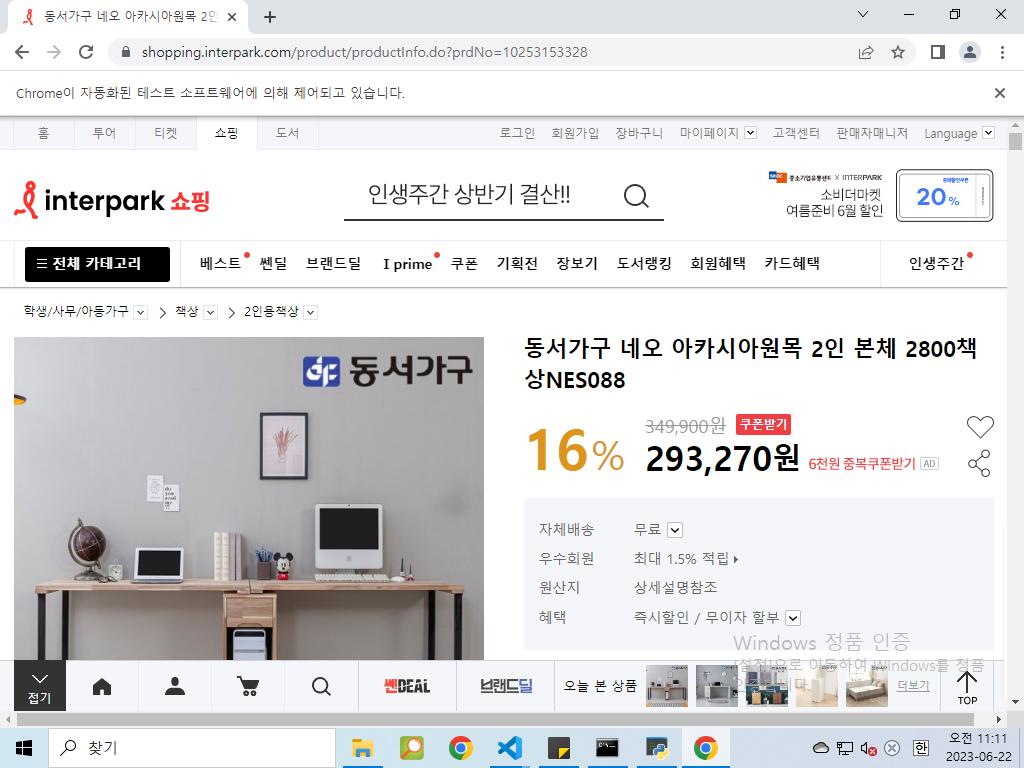 동서가구 네오 아카시아원목 2인
shopping.interpark.com/product/productInfo.do?prdNo=10253153328
Chrome이 자동화된 테스트 소프트웨어에 의해 제어되고 있습니다.
홈 투어 티켓 쇼핑 도서 로그인 회원가입 장바구니 마이페이지 고객센터 판매자매니저 Language
interpark 쇼핑
인생주간 상반기 결산!!
중소기업유통센터 X INTERPARK
소비더마켓
여름준비 6월 할인
20%
전체 카테고리 베스트 쎈딜 브랜드딜 I prime 쿠폰 기획전 장보기 도서랭킹 회원혜택 카드혜택 인생주간
학생/사무/아동가구 책상 2인용책상
동서가구
동서가구 네오 아카시아원목 2인 본체 2800책
상NES088
16%
349,900원 쿠폰받기
293,270원 6천원 중복쿠폰받기 AD
자체배송 무료
우수회원 최대 1.5% 적립
원산지 상세설명참조
혜택 즉시할인 / 무이자 할부
Windows 정품 인증
[설정]으로 이동하여 Windows를 정품
접기 쎈DEAL 브랜드딜 오늘 본 상품 더보기 TOP
찾기
한
오전 11:11
2023-06-22